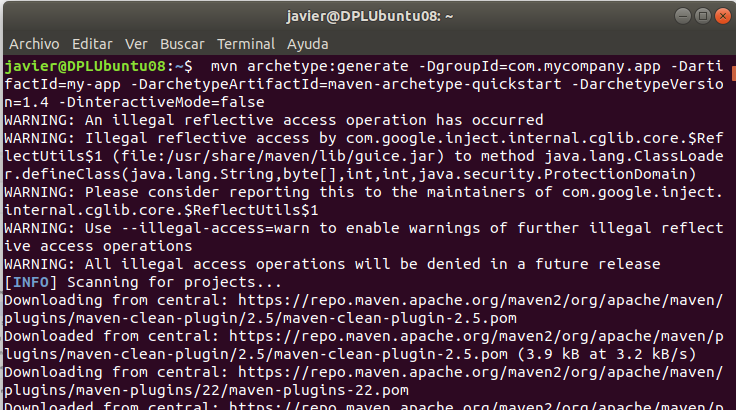 javier@DPLUbuntu08: ~
Archivo Editar Ver Buscar Terminal Ayuda
javier@DPLUbuntu08:~$  mvn archetype:generate -DgroupId=com.mycompany.app -Darti
factId=my-app -DarchetypeArtifactId=maven-archetype-quickstart -DarchetypeVersio
n=1.4 -DinteractiveMode=false
WARNING: An illegal reflective access operation has occurred
WARNING: Illegal reflective access by com.google.inject.internal.cglib.core.$Ref
lectUtils$1 (file:/usr/share/maven/lib/guice.jar) to method java.lang.ClassLoade
r.defineClass(java.lang.String,byte[],int,int,java.security.ProtectionDomain)
WARNING: Please consider reporting this to the maintainers of com.google.inject.
internal.cglib.core.$ReflectUtils$1
WARNING: Use --illegal-access=warn to enable warnings of further illegal reflect
ive access operations
WARNING: All illegal access operations will be denied in a future release
[INFO] Scanning for projects...
Downloading from central: https://repo.maven.apache.org/maven2/org/apache/maven/
plugins/maven-clean-plugin/2.5/maven-clean-plugin-2.5.pom
Downloaded from central: https://repo.maven.apache.org/maven2/org/apache/maven/p
lugins/maven-clean-plugin/2.5/maven-clean-plugin-2.5.pom (3.9 kB at 3.2 kB/s)
Downloading from central: https://repo.maven.apache.org/maven2/org/apache/maven/
plugins/maven-plugins/22/maven-plugins-22.pom
Downloaded from central: https://repo.maven.apache.org/maven2/org/apache/maven/p